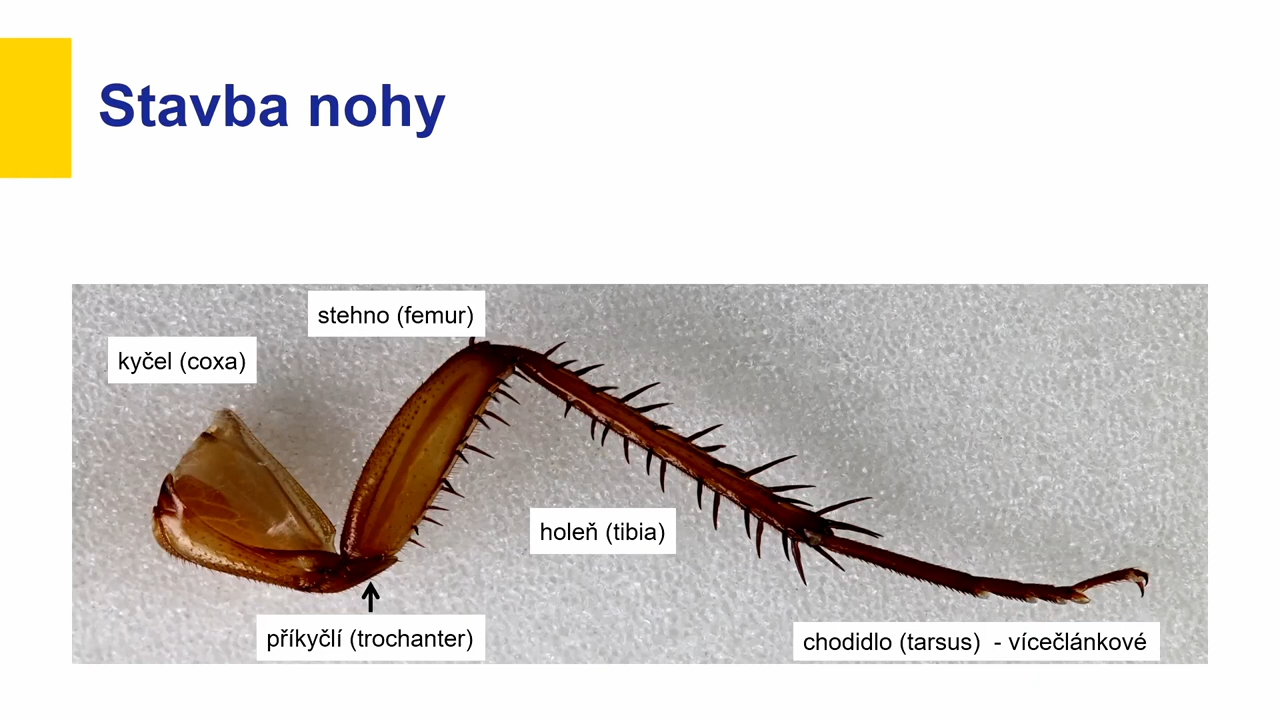 Stavba nohy
stehno (femur)
kyčel (coxa)
holeň (tibia)
příkyčlí (trochanter)
chodidlo (tarsus)  - vícečlánkové